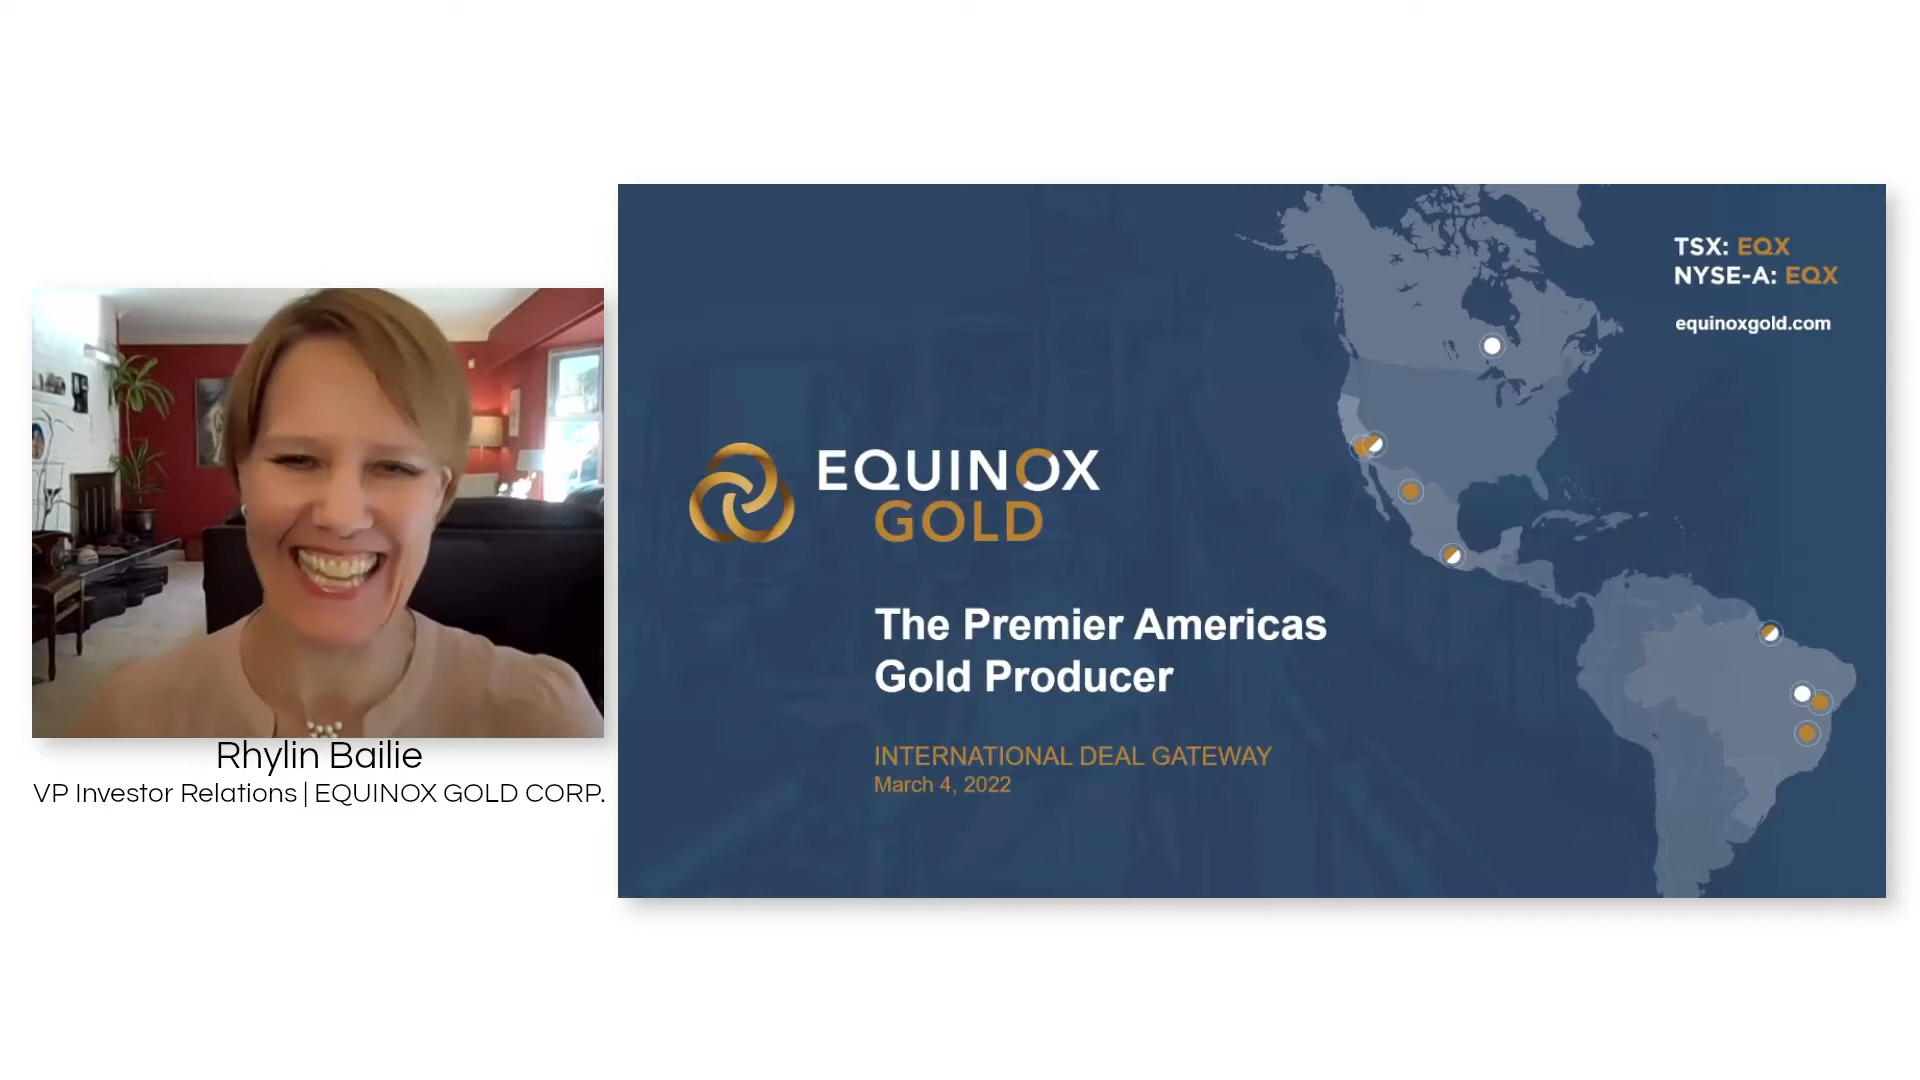 Rhylin Bailie
VP Investor Relations | EQUINOX GOLD CORP.
TSX: EQX
NYSE-A: EQX
equinoxgold.com
EQUINOX
GOLD
The Premier Americas
Gold Producer
INTERNATIONAL DEAL GATEWAY
March 4, 2022